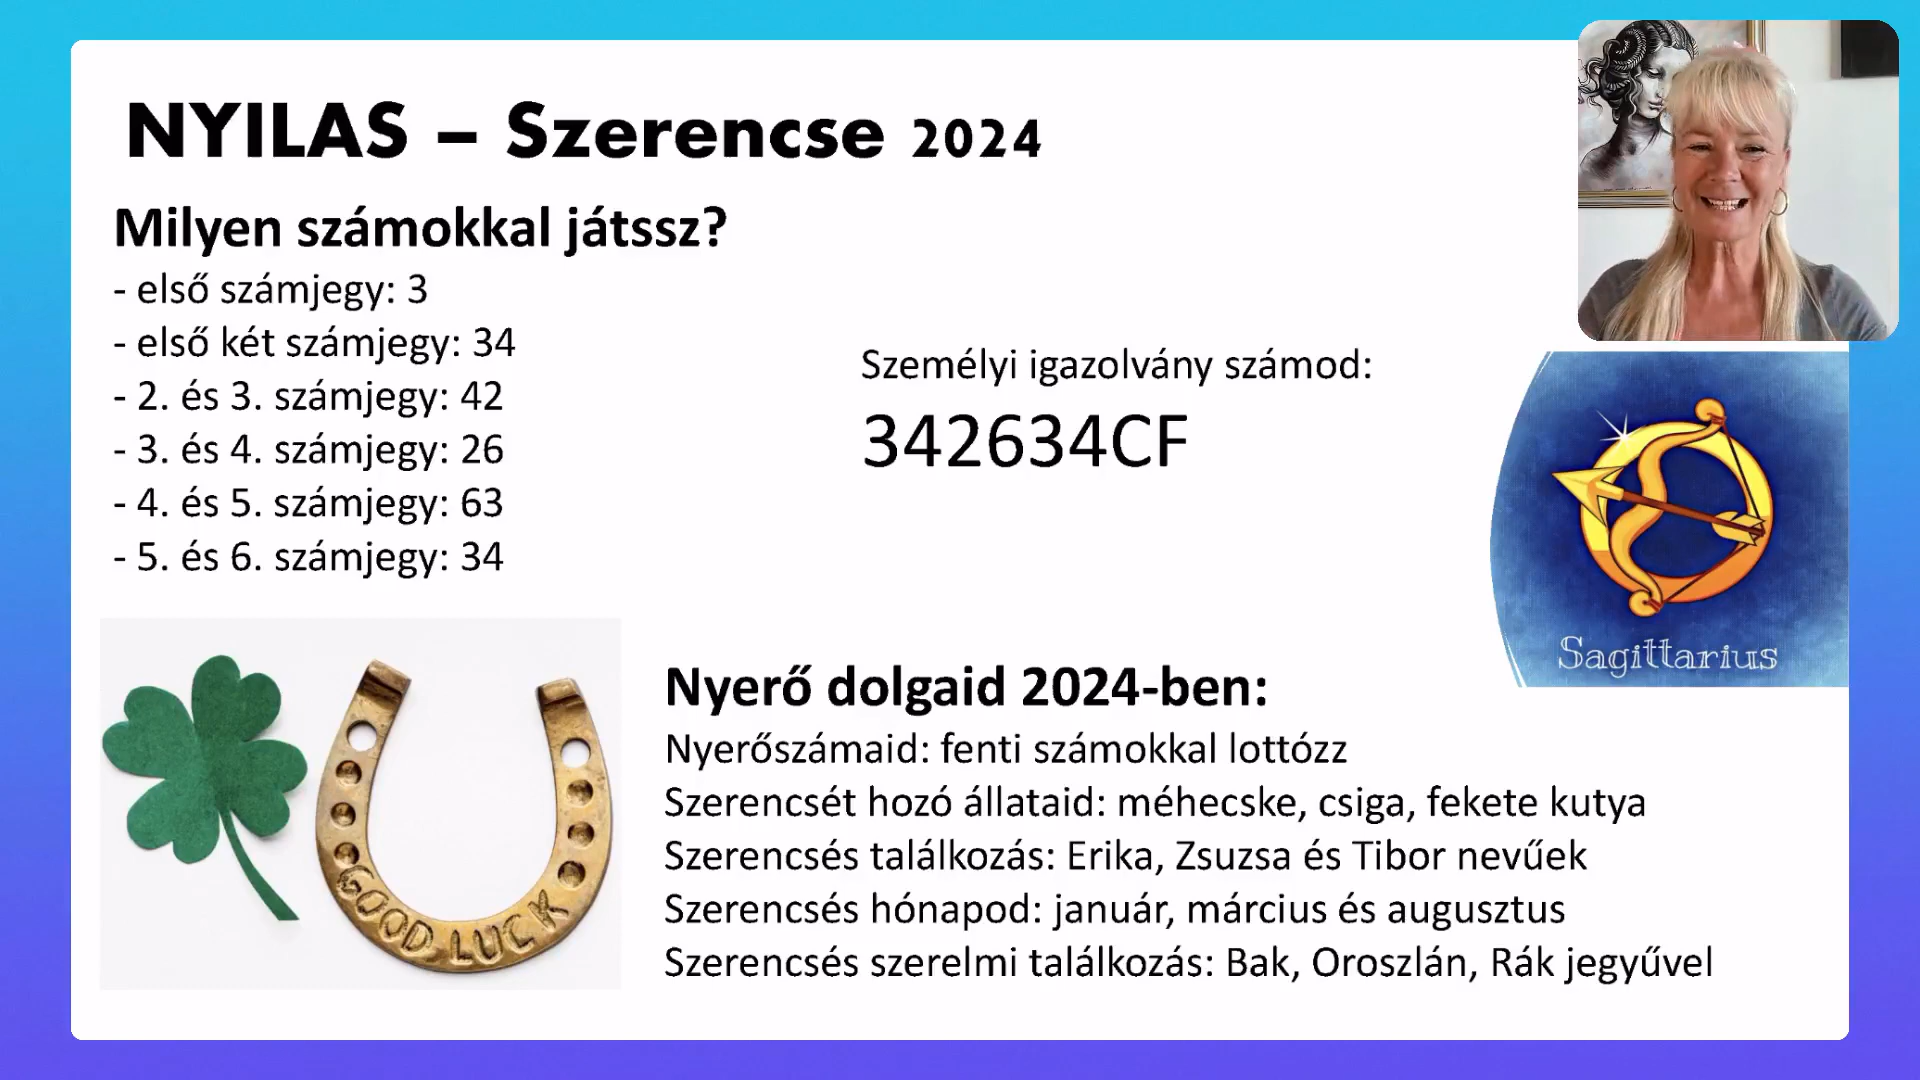 NYILAS – Szerencse 2024
Milyen számokkal játssz?
- első számjegy: 3
- első két számjegy: 34
- 2. és 3. számjegy: 42
- 3. és 4. számjegy: 26
- 4. és 5. számjegy: 63
- 5. és 6. számjegy: 34
Személyi igazolvány számod:
342634CF
Sagittarius
GOOD LUCK
Nyerő dolgaid 2024-ben:
Nyerőszámaid: fenti számokkal lottózz
Szerencsét hozó állataid: méhecske, csiga, fekete kutya
Szerencsés találkozás: Erika, Zsuzsa és Tibor nevűek
Szerencsés hónapod: január, március és augusztus
Szerencsés szerelmi találkozás: Bak, Oroszlán, Rák jegyűvel